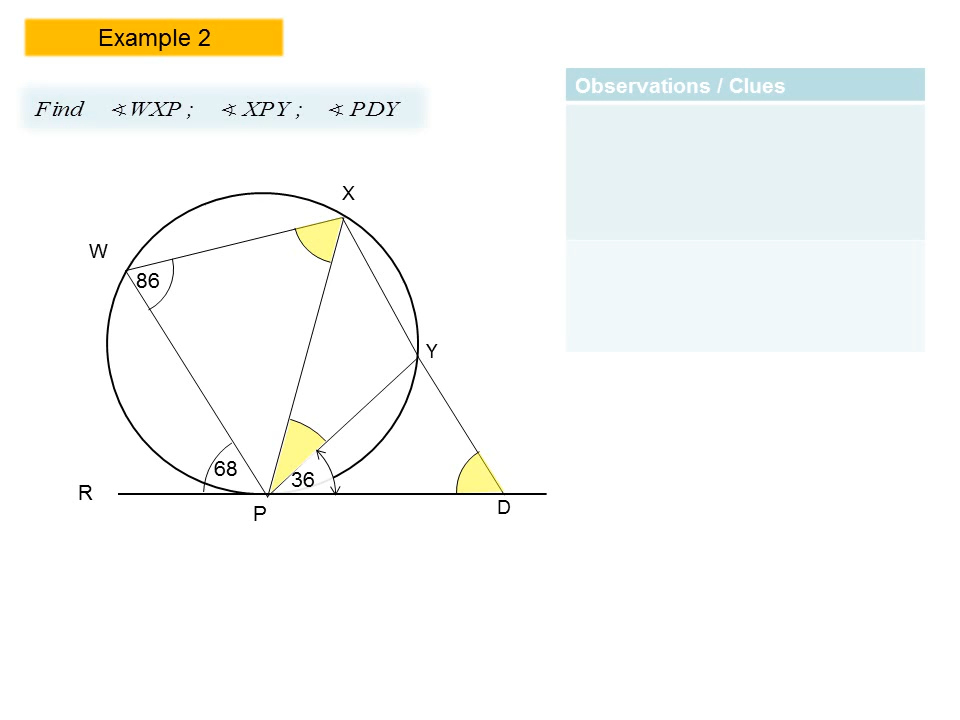 Example 2
Observations / Clues
Find ∢WXP ; ∢ XPY ; ∢ PDY
X
W
86
Y
68
36
R
P
D